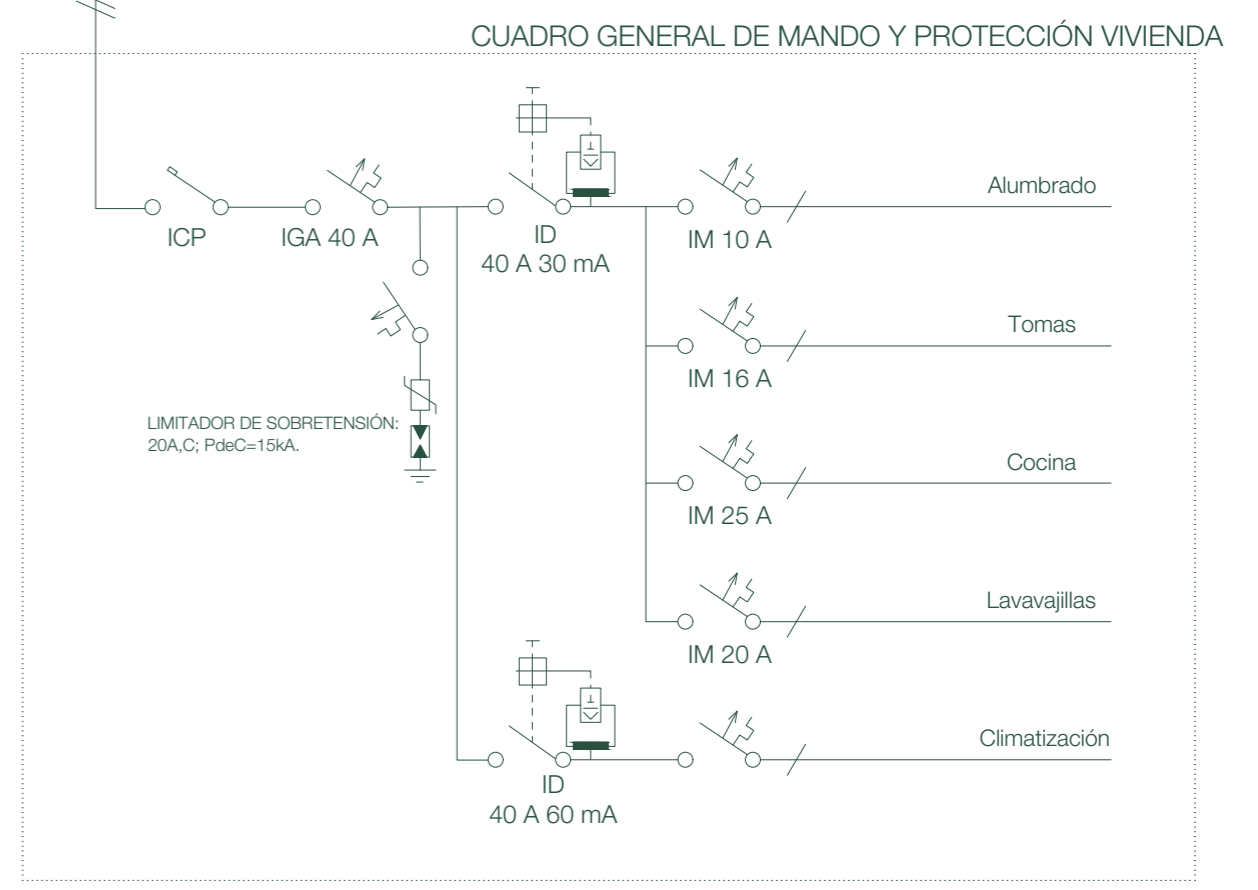 CUADRO GENERAL DE MANDO Y PROTECCIÓN VIVIENDA
ICP
IGA 40 A
ID
40 A 30 mA
IM 10 A
Alumbrado
IM 16 A
Tomas
LIMITADOR DE SOBRETENSIÓN:
20A,C; PdeC=15kA.
IM 25 A
Cocina
IM 20 A
Lavavajillas
ID
40 A 60 mA
Climatización